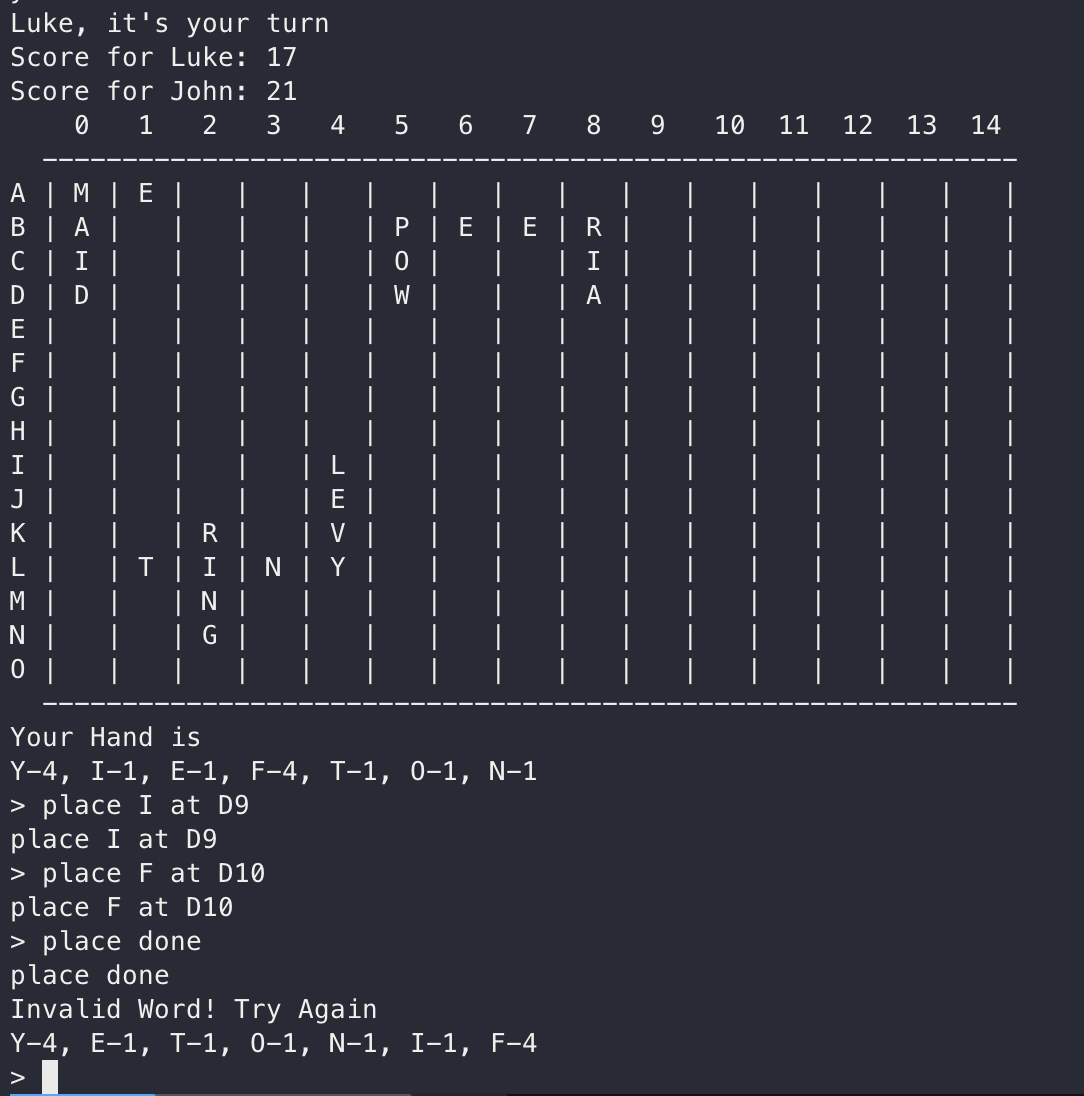 Luke, it's your turn
Score for Luke: 17
Score for John: 21
0 1 2 3 4 5 6 7 8 9 10 11 12 13 14
A | M | E | | | | | | | | | | | | | |
B | A | | | | | P | E | E | R | | | | | | |
C | I | | | | | O | | | I | | | | | | |
D | D | | | | | W | | | A | | | | | | |
E | | | | | | | | | | | | | | | |
F | | | | | | | | | | | | | | | |
G | | | | | | | | | | | | | | | |
H | | | | | | | | | | | | | | | |
I | | | | | L | | | | | | | | | | |
J | | | | | E | | | | | | | | | | |
K | | | R | | V | | | | | | | | | | |
L | | T | I | N | Y | | | | | | | | | | |
M | | | N | | | | | | | | | | | | |
N | | | G | | | | | | | | | | | | |
O | | | | | | | | | | | | | | | |
Your Hand is
Y-4, I-1, E-1, F-4, T-1, O-1, N-1
> place I at D9
place I at D9
> place F at D10
place F at D10
> place done
place done
Invalid Word! Try Again
Y-4, E-1, T-1, O-1, N-1, I-1, F-4
>